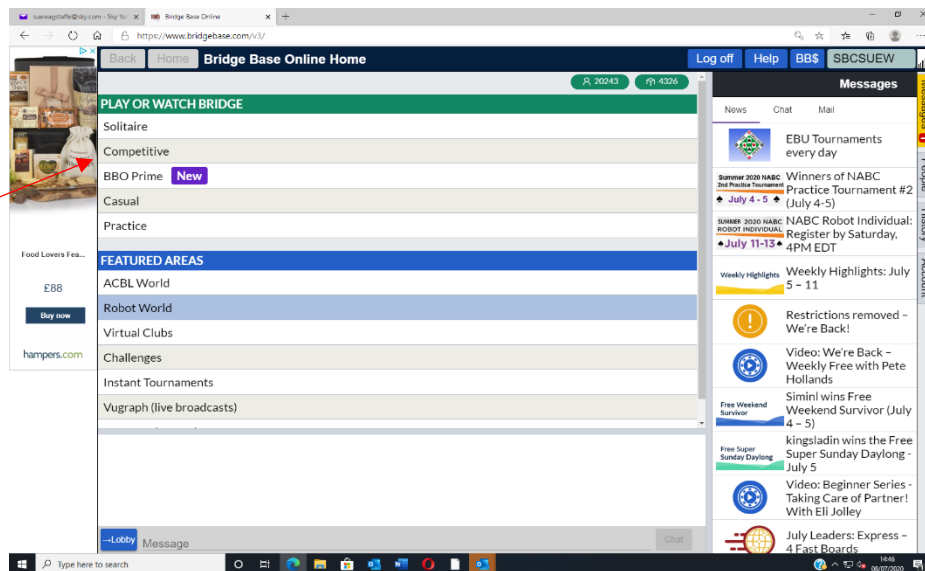 suewagstaffe@sky.com - Sky Ya
Bridge Base Online
https://www.bridgebase.com/v3/
Back
Home
Bridge Base Online Home
Log off
Help
BB$
SBCSUEW
20243
4326
PLAY OR WATCH BRIDGE
Solitaire
Competitive
BBO Prime New
Casual
Practice
FEATURED AREAS
ACBL World
Robot World
Virtual Clubs
Challenges
Instant Tournaments
Vugraph (live broadcasts)
→Lobby
Message
Chat
Food Lovers Fea...
£88
Buy now
hampers.com
Messages
News
Chat
Mail
EBU Tournaments
every day
Summer 2020 NABC
2nd Practice Tournament
♠ July 4 - 5 ♠
Winners of NABC
Practice Tournament #2
(July 4-5)
SUMMER 2020 NABC
ROBOT INDIVIDUAL
♠July 11-13♠
NABC Robot Individual:
Register by Saturday,
4PM EDT
Weekly Highlights
Weekly Highlights: July
5 – 11
Restrictions removed –
We're Back!
Video: We're Back –
Weekly Free with Pete
Hollands
Free Weekend
Survivor
Siminl wins Free
Weekend Survivor (July
4 – 5)
Free Super
Sunday Daylong
kingsladin wins the Free
Super Sunday Daylong -
July 5
Video: Beginner Series -
Taking Care of Partner!
With Eli Jolley
July Leaders: Express –
4 Fast Boards
Messages
People
History
Account
Type here to search
14:46
08/07/2020